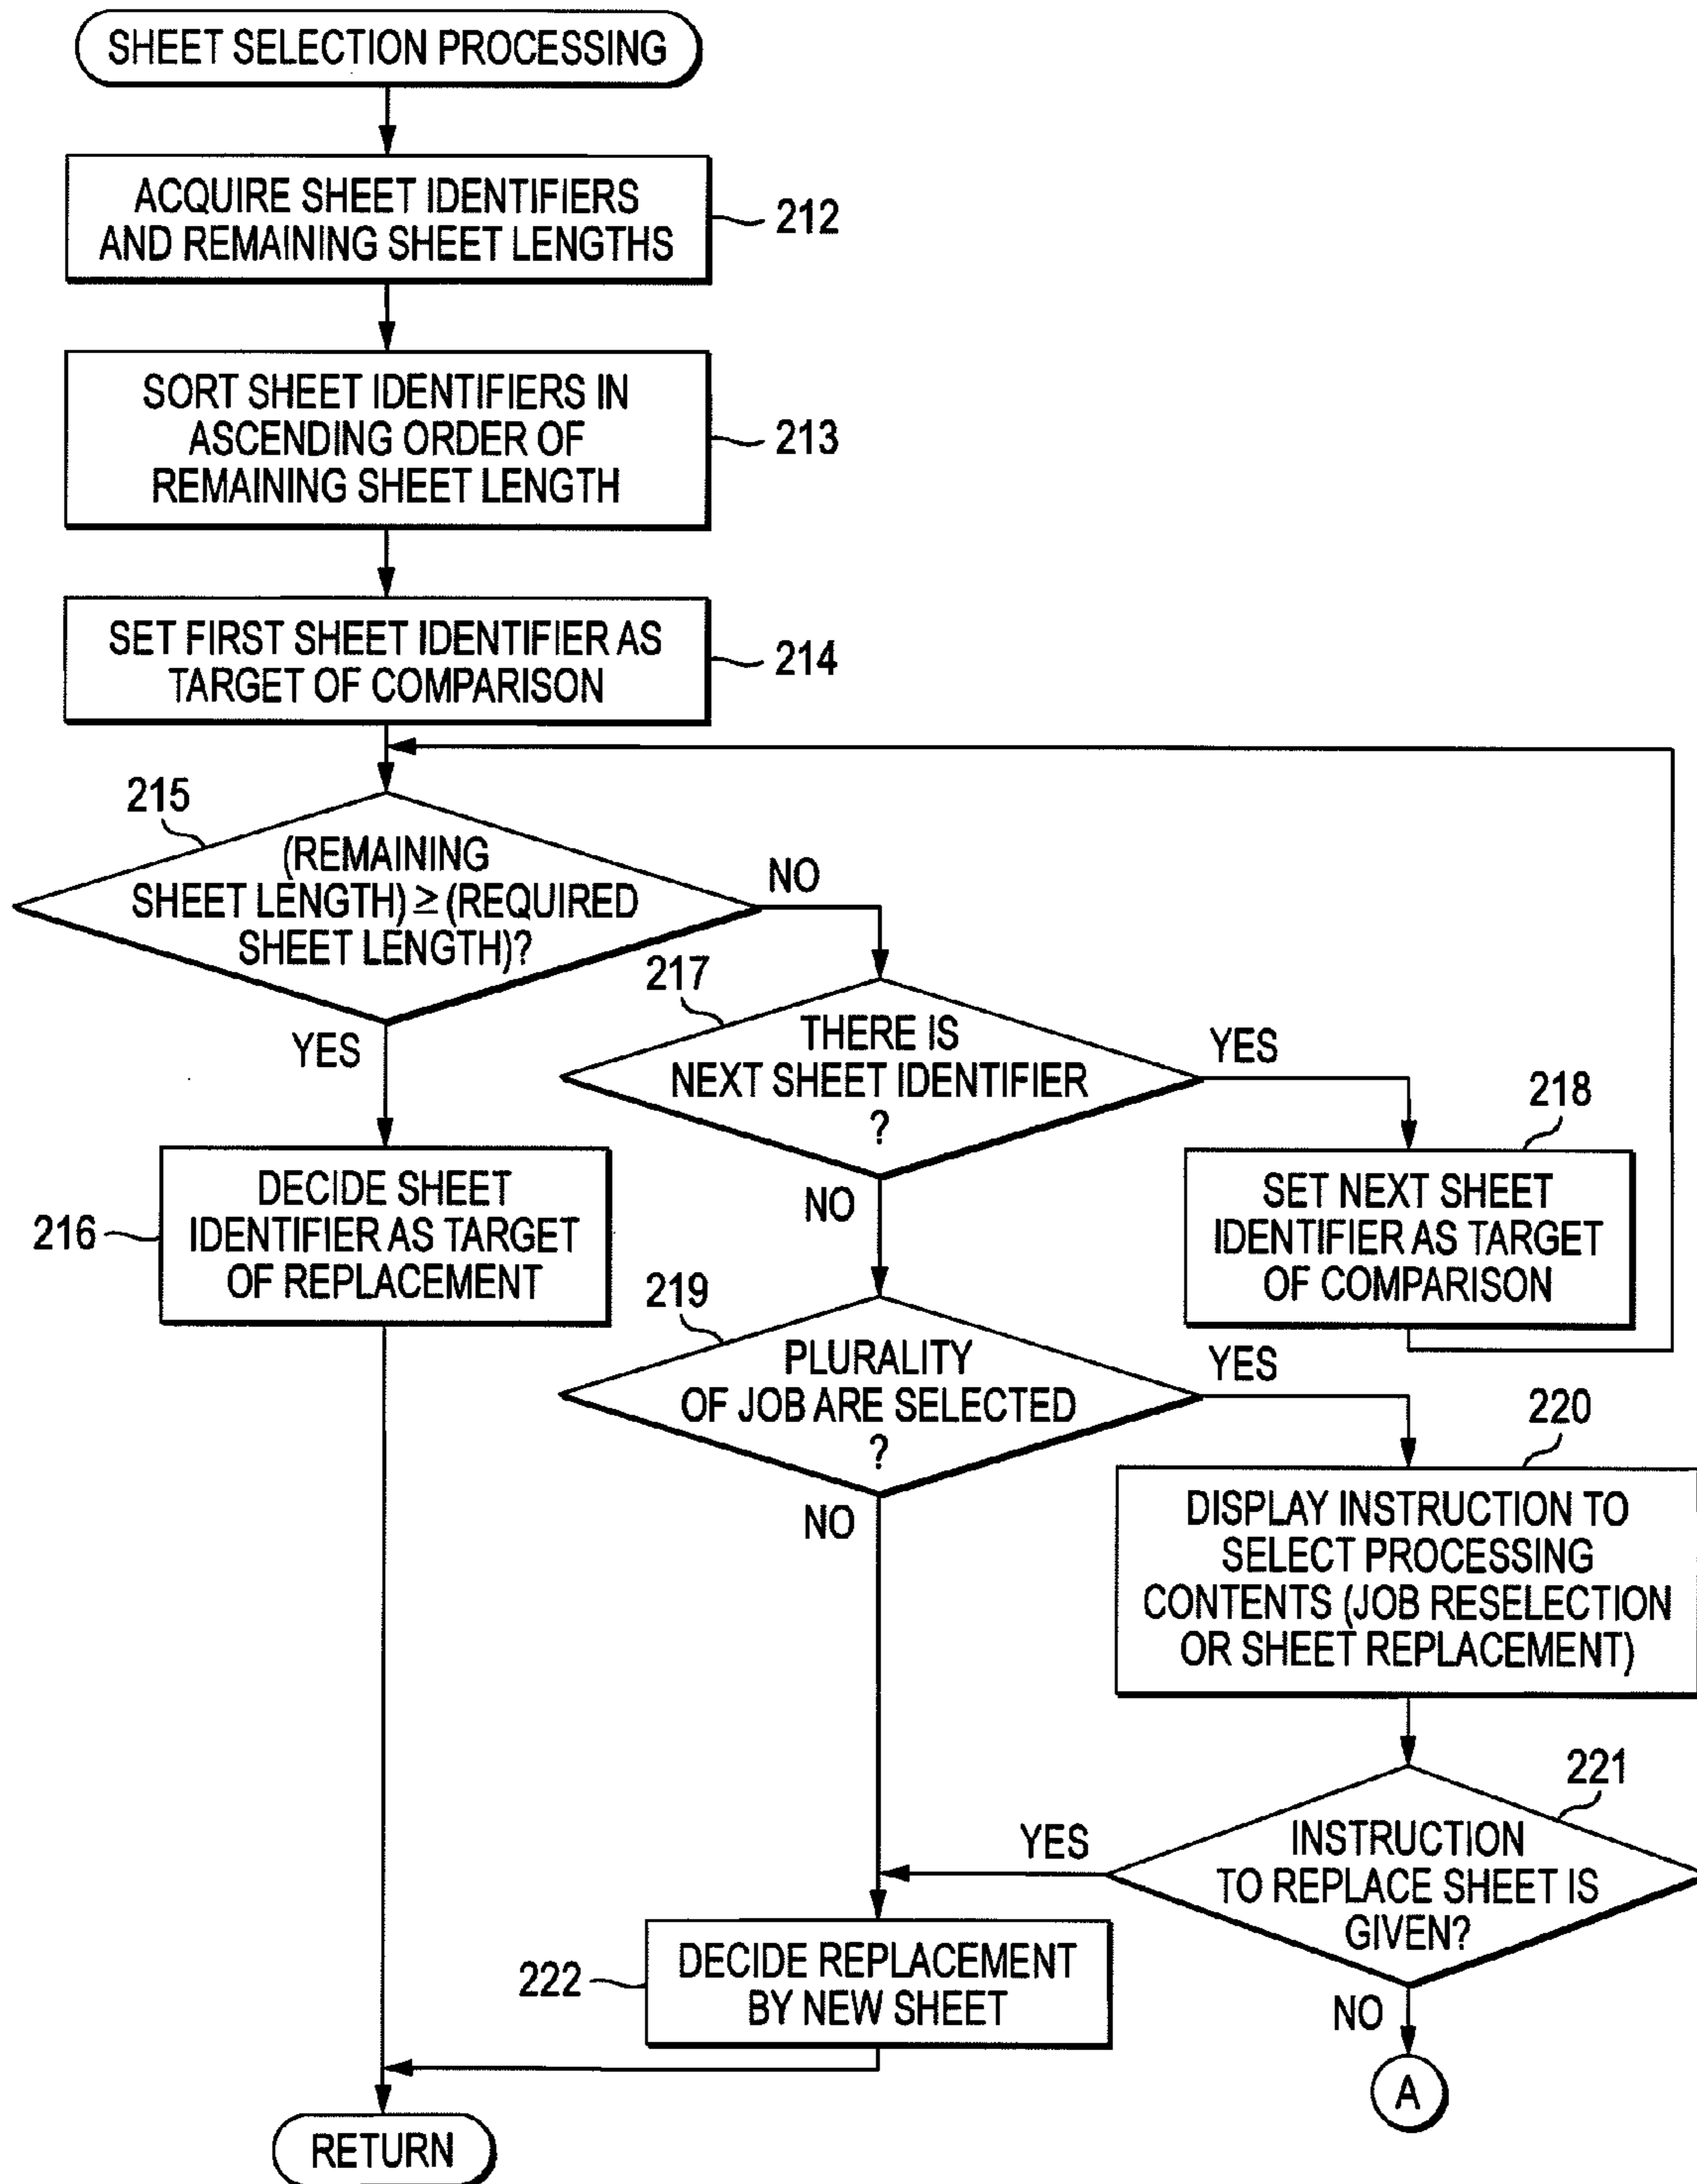 SHEET SELECTION PROCESSING
ACQUIRE SHEET IDENTIFIERS
AND REMAINING SHEET LENGTHS
212
SORT SHEET IDENTIFIERS IN
ASCENDING ORDER OF
REMAINING SHEET LENGTH
213
SET FIRST SHEET IDENTIFIER AS
TARGET OF COMPARISON
214
215
(REMAINING
SHEET LENGTH) ≥ (REQUIRED
SHEET LENGTH)?
NO
YES
217
THERE IS
NEXT SHEET IDENTIFIER
?
YES
NO
218
SET NEXT SHEET
IDENTIFIER AS TARGET
OF COMPARISON
216
DECIDE SHEET
IDENTIFIER AS TARGET
OF REPLACEMENT
219
PLURALITY
OF JOB ARE SELECTED
?
YES
NO
220
DISPLAY INSTRUCTION TO
SELECT PROCESSING
CONTENTS (JOB RESELECTION
OR SHEET REPLACEMENT)
221
INSTRUCTION
TO REPLACE SHEET IS
GIVEN?
YES
NO
222
DECIDE REPLACEMENT
BY NEW SHEET
A
RETURN